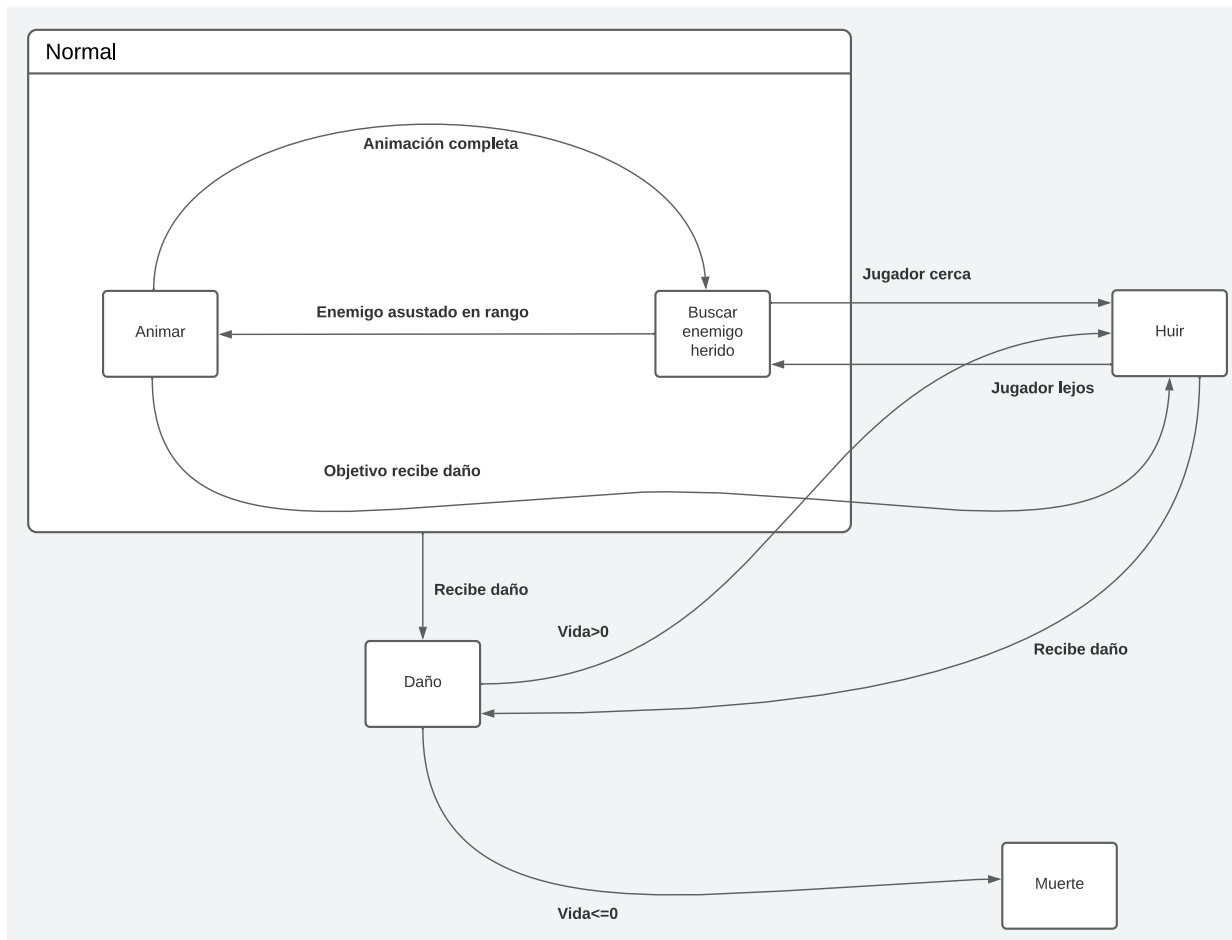 Normal
Animación completa
Jugador cerca
Enemigo asustado en rango
Animar
Buscar
enemigo
herido
Huir
Jugador lejos
Objetivo recibe daño
Recibe daño
Vida>0
Recibe daño
Daño
Muerte
Vida<=0